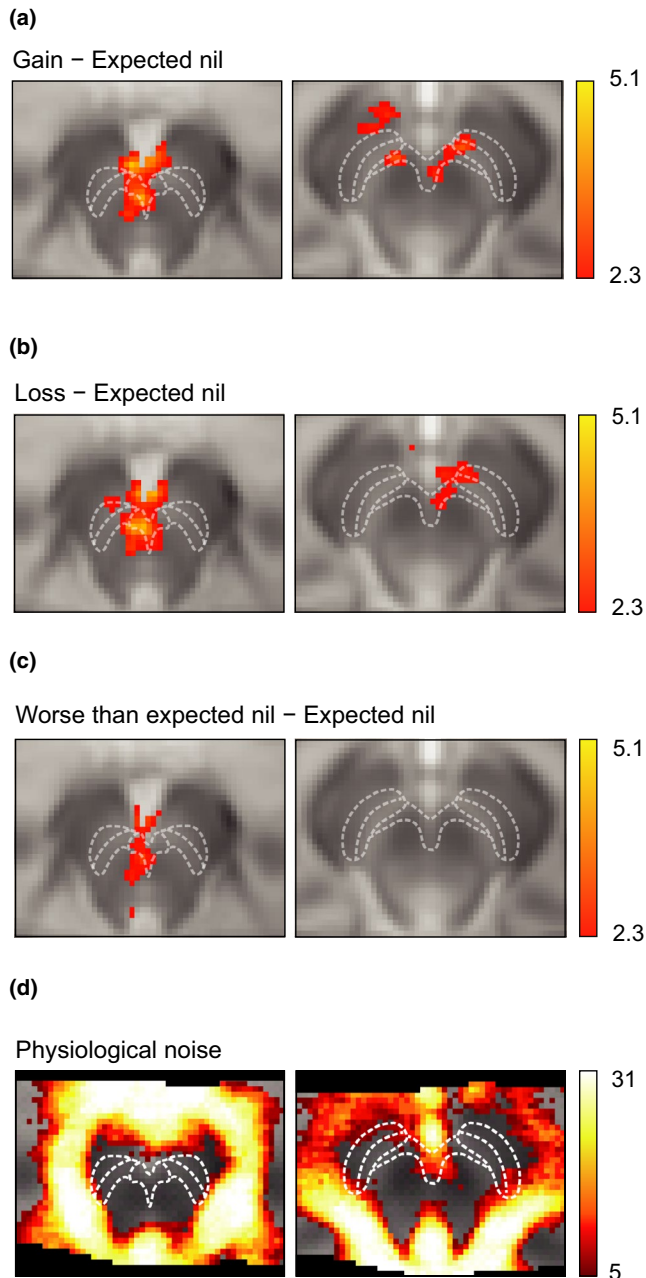 (a)
Gain − Expected nil
5.1
2.3
(b)
Loss − Expected nil
5.1
2.3
(c)
Worse than expected nil − Expected nil
5.1
2.3
(d)
Physiological noise
31
5